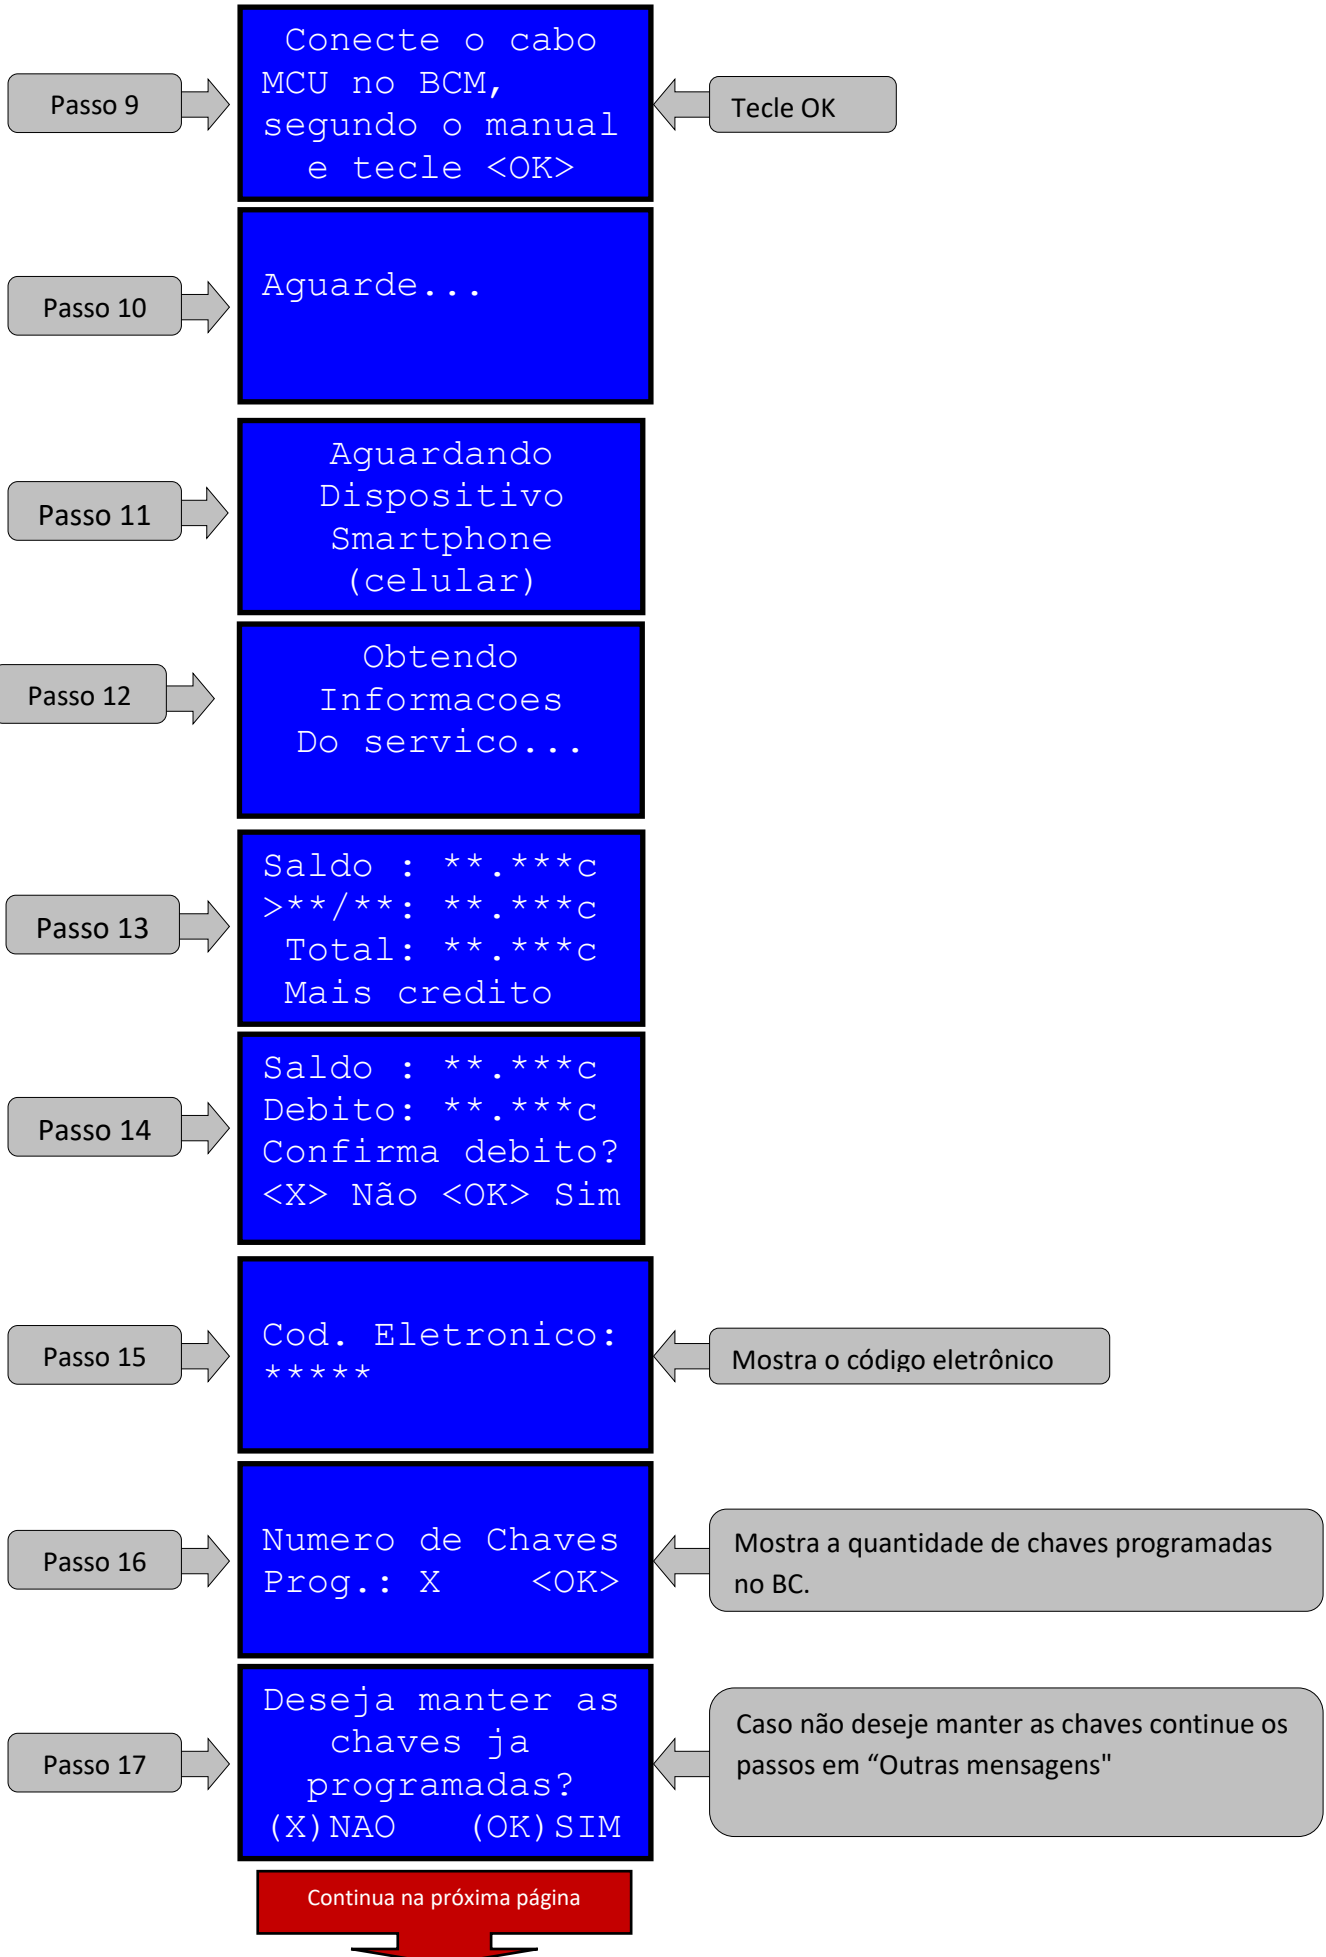 Passo 9
Conecte o cabo
MCU no BCM,
segundo o manual
e tecle <OK>
Tecle OK
Passo 10
Aguarde...
Passo 11
Aguardando
Dispositivo
Smartphone
(celular)
Passo 12
Obtendo
Informacoes
Do servico...
Passo 13
Saldo : **.***c
>**/**: **.***c
Total: **.***c
Mais credito
Passo 14
Saldo : **.***c
Debito: **.***c
Confirma debito?
<X> Não <OK> Sim
Passo 15
Cod. Eletronico:
*****
Mostra o código eletrônico
Passo 16
Numero de Chaves
Prog.: X <OK>
Mostra a quantidade de chaves programadas
no BC.
Passo 17
Deseja manter as
chaves ja
programadas?
(X)NAO (OK)SIM
Caso não deseje manter as chaves continue os
passos em “Outras mensagens"
Continua na próxima página